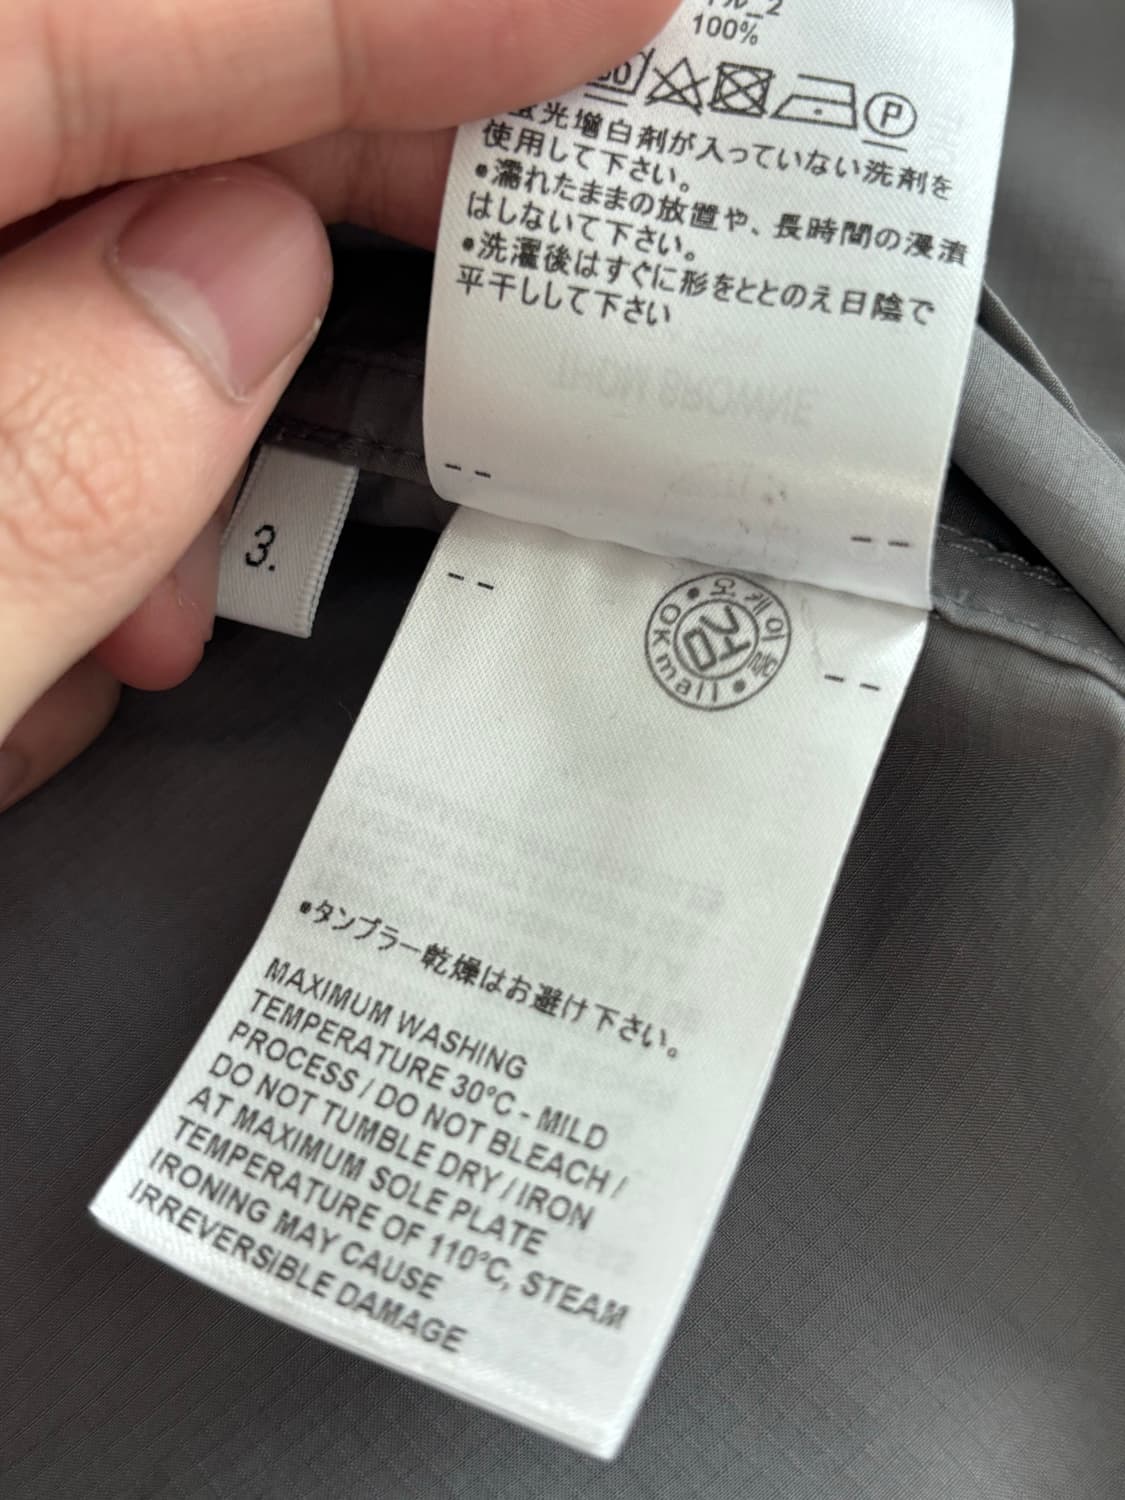 100%
光増白剤が入っていない洗剤を
使用して下さい。
•濡れたままの放置や、長時間の浸漬
はしないて下さい。
•洗濯後はすぐに形をととのえ日陰で
平干しして下さい
THOM BROWNE
3.
오케이몰
검
OKmall
•タンブラー乾燥はお避け下さい。
MAXIMUM WASHING
TEMPERATURE 30°C - MILD
PROCESS / DO NOT BLEACH /
DO NOT TUMBLE DRY / IRON
AT MAXIMUM SOLE PLATE
TEMPERATURE OF 110°C, STEAM
IRONING MAY CAUSE
IRREVERSIBLE DAMAGE